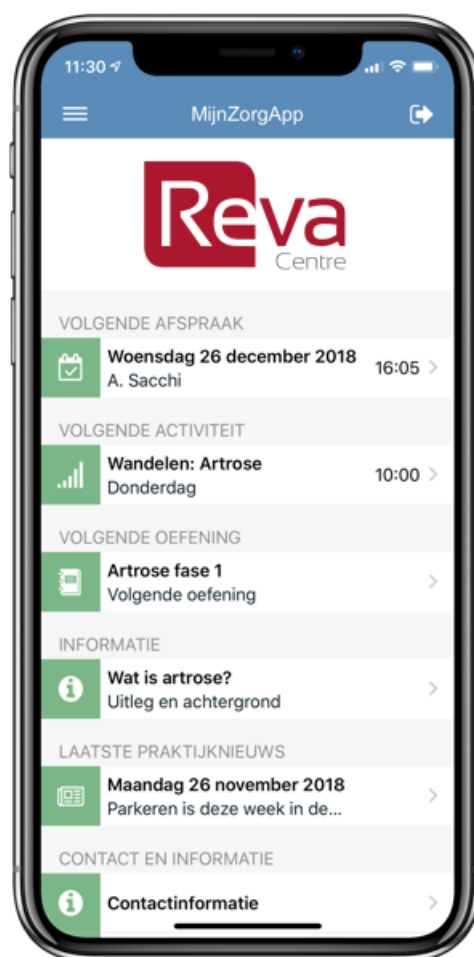 11:30
MijnZorgApp
Reva
Centre
VOLGENDE AFSPRAAK
Woensdag 26 december 2018
A. Sacchi
16:05
VOLGENDE ACTIVITEIT
Wandelen: Artrose
Donderdag
10:00
VOLGENDE OEFENING
Artrose fase 1
Volgende oefening
INFORMATIE
Wat is artrose?
Uitleg en achtergrond
LAATSTE PRAKTIJKNIEUWS
Maandag 26 november 2018
Parkeren is deze week in de...
CONTACT EN INFORMATIE
Contactinformatie